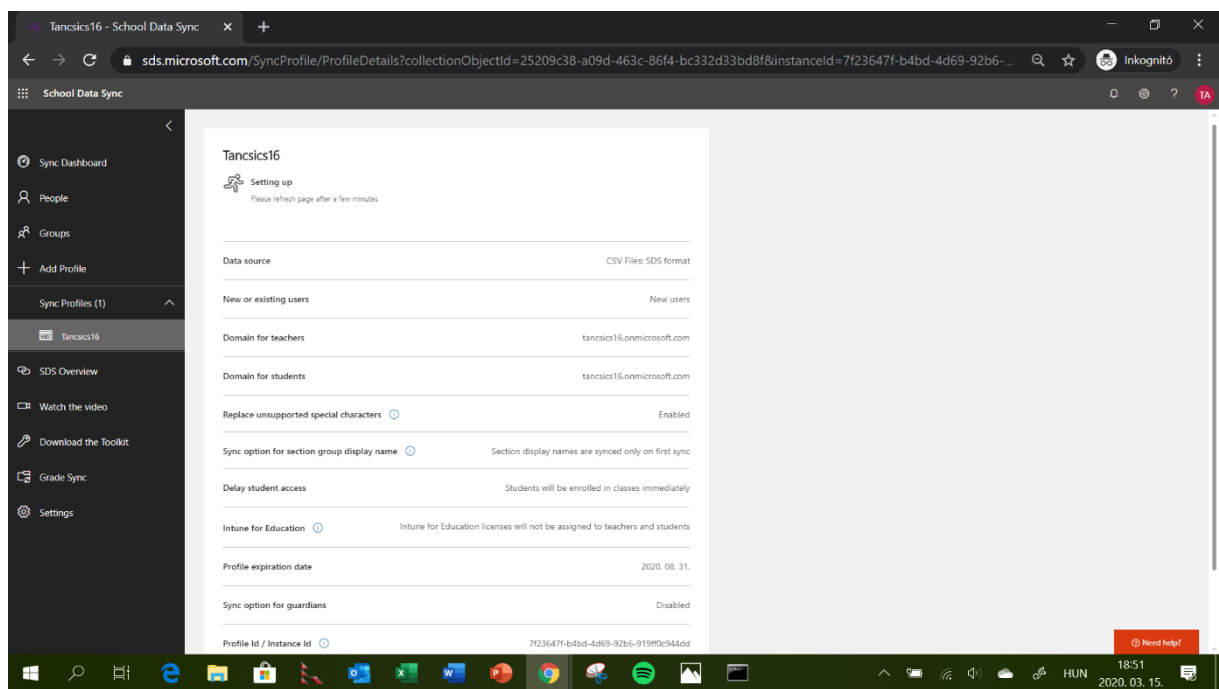 Tancsics16 - School Data Sync
sds.microsoft.com/SyncProfile/ProfileDetails?collectionObjectId=25209c38-a09d-463c-86f4-bc332d33bd8f&instanceId=7f23647f-b4bd-4d69-92b6-...
Inkognitó
School Data Sync
?
TA
Sync Dashboard
People
Groups
Add Profile
Sync Profiles (1)
Tancsics16
SDS Overview
Watch the video
Download the Toolkit
Grade Sync
Settings
Tancsics16
Setting up
Please refresh page after a few minutes
Data source CSV Files: SDS format
New or existing users New users
Domain for teachers tancsics16.onmicrosoft.com
Domain for students tancsics16.onmicrosoft.com
Replace unsupported special characters Enabled
Sync option for section group display name Section display names are synced only on first sync
Delay student access Students will be enrolled in classes immediately
Intune for Education Intune for Education licenses will not be assigned to teachers and students
Profile expiration date 2020. 08. 31.
Sync option for guardians Disabled
Profile Id / Instance Id 7f23647f-b4bd-4d69-92b6-919ff0c944dd
Need help?
HUN
18:51
2020. 03. 15.